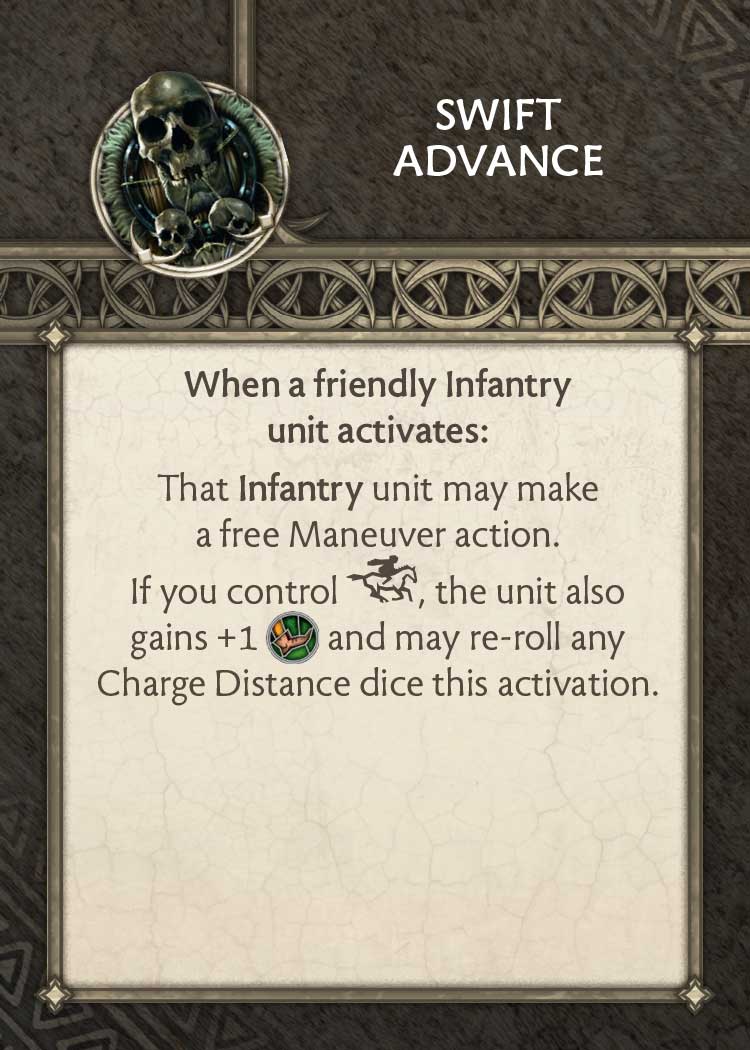 SWIFT
ADVANCE
When a friendly Infantry
unit activates:
That Infantry unit may make
a free Maneuver action.
If you control , the unit also
gains +1 and may re-roll any
Charge Distance dice this activation.